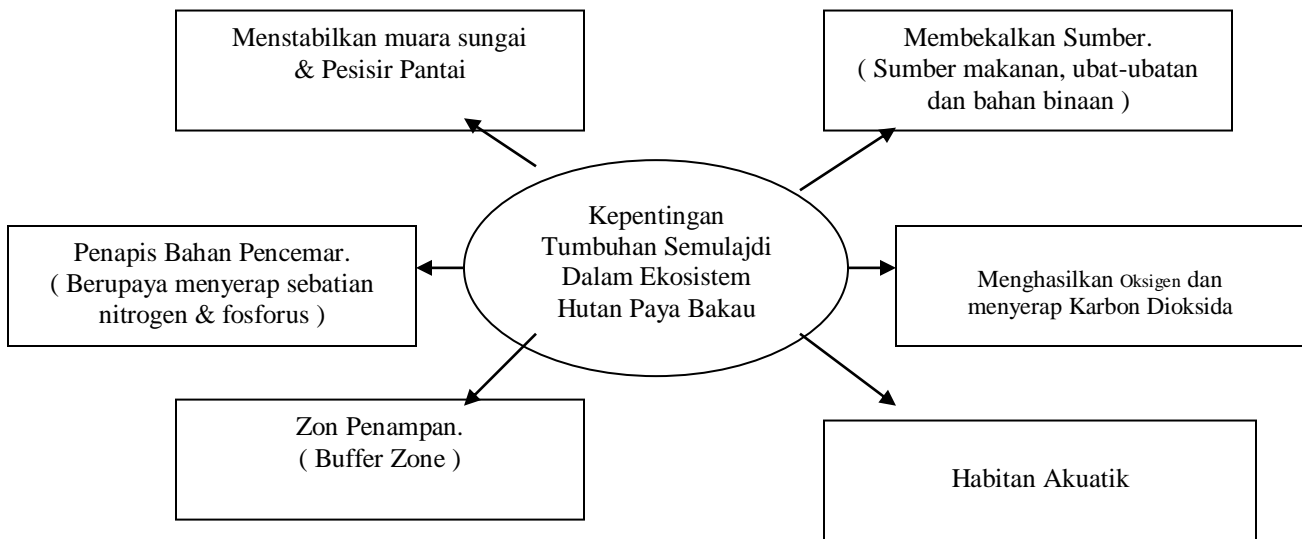 Menstabilkan muara sungai
& Pesisir Pantai
Membekalkan Sumber.
( Sumber makanan, ubat-ubatan
dan bahan binaan )
Kepentingan
Tumbuhan Semulajdi
Dalam Ekosistem
Hutan Paya Bakau
Penapis Bahan Pencemar.
( Berupaya menyerap sebatian
nitrogen & fosforus )
Menghasilkan Oksigen dan
menyerap Karbon Dioksida
Zon Penampan.
( Buffer Zone )
Habitan Akuatik